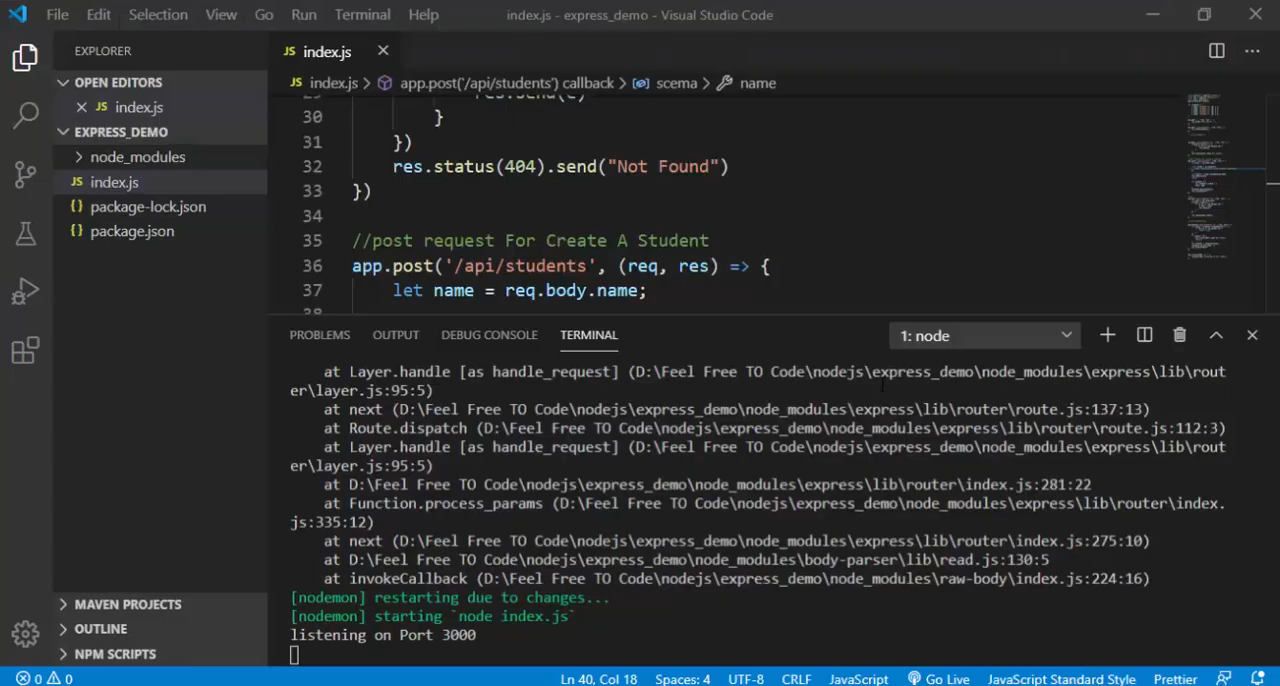 File Edit Selection View Go Run Terminal Help index.js - express_demo - Visual Studio Code
EXPLORER
OPEN EDITORS
JS index.js
EXPRESS_DEMO
node_modules
JS index.js
{} package-lock.json
{} package.json
MAVEN PROJECTS
OUTLINE
NPM SCRIPTS
JS index.js
JS index.js > app.post('/api/students') callback > scema > name
29 res.send(e)
30 }
31 })
32 res.status(404).send("Not Found")
33 })
34
35 //post request For Create A Student
36 app.post('/api/students', (req, res) => {
37 let name = req.body.name;
38
PROBLEMS OUTPUT DEBUG CONSOLE TERMINAL 1: node
at Layer.handle [as handle_request] (D:\Feel Free TO Code\nodejs\express_demo\node_modules\express\lib\rout
er\layer.js:95:5)
at next (D:\Feel Free TO Code\nodejs\express_demo\node_modules\express\lib\router\route.js:137:13)
at Route.dispatch (D:\Feel Free TO Code\nodejs\express_demo\node_modules\express\lib\router\route.js:112:3)
at Layer.handle [as handle_request] (D:\Feel Free TO Code\nodejs\express_demo\node_modules\express\lib\rout
er\layer.js:95:5)
at D:\Feel Free TO Code\nodejs\express_demo\node_modules\express\lib\router\index.js:281:22
at Function.process_params (D:\Feel Free TO Code\nodejs\express_demo\node_modules\express\lib\router\index.
js:335:12)
at next (D:\Feel Free TO Code\nodejs\express_demo\node_modules\express\lib\router\index.js:275:10)
at D:\Feel Free TO Code\nodejs\express_demo\node_modules\body-parser\lib\read.js:130:5
at invokeCallback (D:\Feel Free TO Code\nodejs\express_demo\node_modules\raw-body\index.js:224:16)
[nodemon] restarting due to changes...
[nodemon] starting `node index.js`
listening on Port 3000
0 0 Ln 40, Col 18 Spaces: 4 UTF-8 CRLF JavaScript Go Live JavaScript Standard Style Prettier